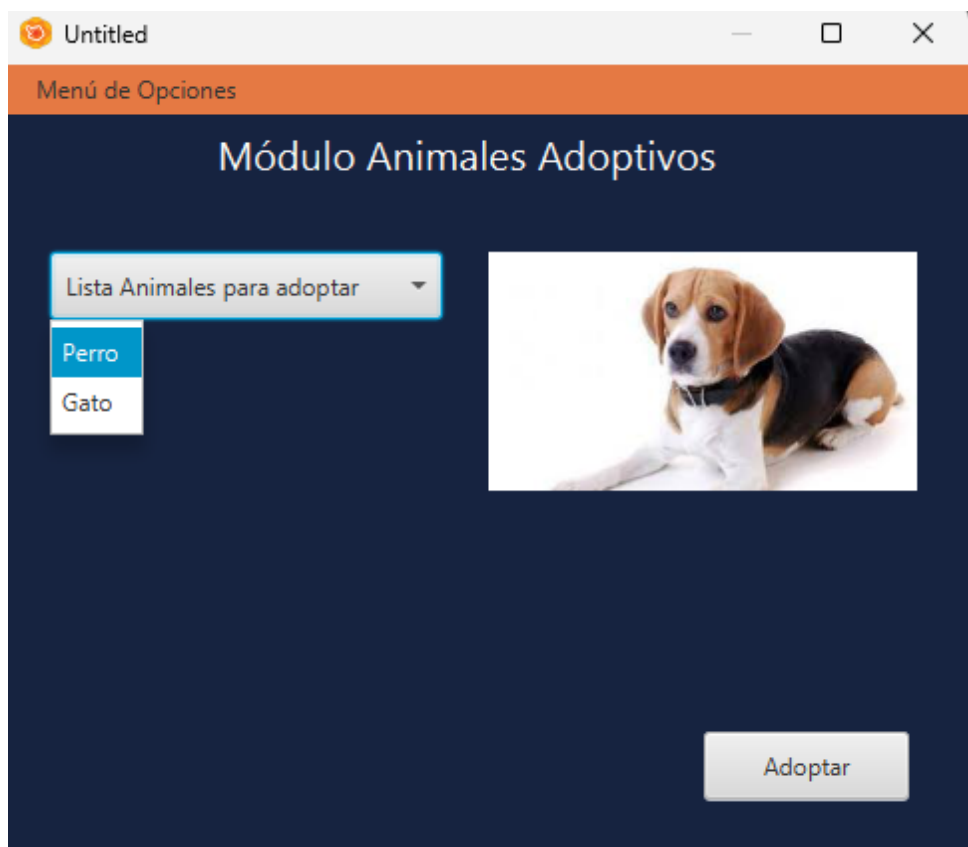 Untitled
Menú de Opciones
Módulo Animales Adoptivos
Lista Animales para adoptar
Perro
Gato
Adoptar